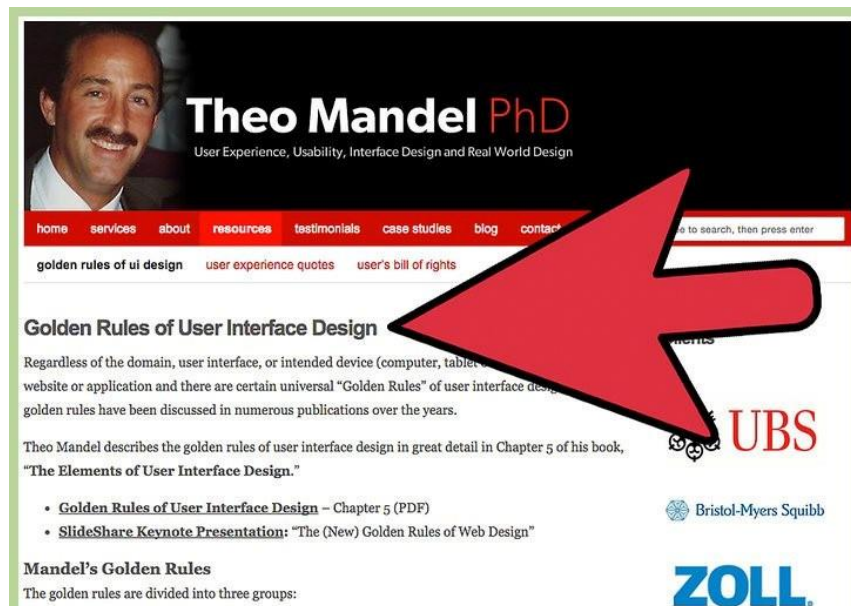 Theo Mandel PhD
User Experience, Usability, Interface Design and Real World Design
home services about resources testimonials case studies blog contact
to search, then press enter
golden rules of ui design user experience quotes user's bill of rights
Golden Rules of User Interface Design
Regardless of the domain, user interface, or intended device (computer, tablet
website or application and there are certain universal “Golden Rules” of user interface
golden rules have been discussed in numerous publications over the years.
Theo Mandel describes the golden rules of user interface design in great detail in Chapter 5 of his book,
“The Elements of User Interface Design.”
• Golden Rules of User Interface Design – Chapter 5 (PDF)
• SlideShare Keynote Presentation: “The (New) Golden Rules of Web Design”
Mandel's Golden Rules
The golden rules are divided into three groups:
UBS
Bristol-Myers Squibb
ZOLL.